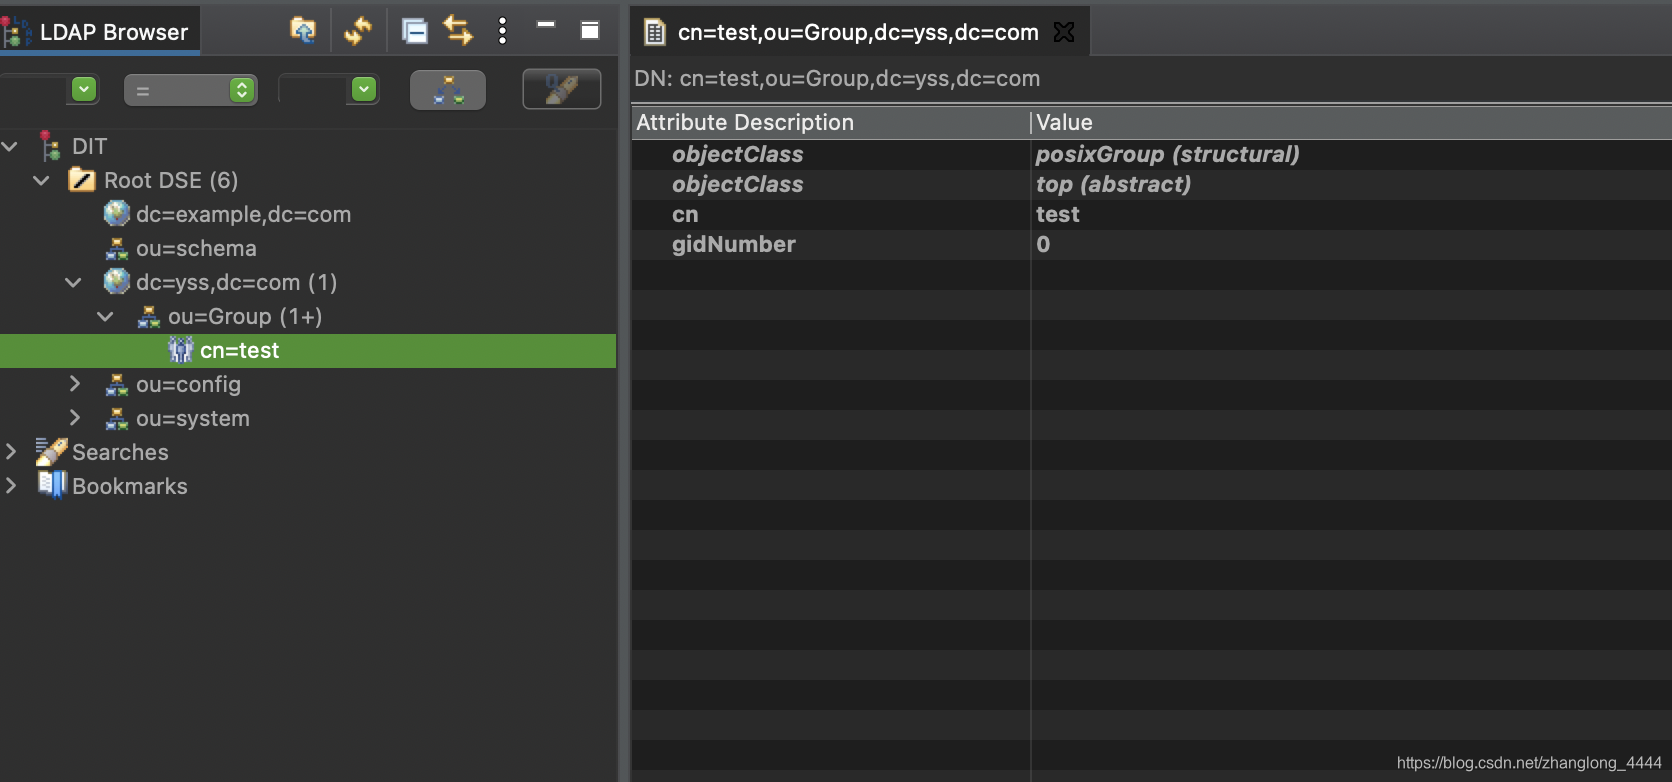 LDAP Browser
=
DIT
Root DSE (6)
dc=example,dc=com
ou=schema
dc=yss,dc=com (1)
ou=Group (1+)
cn=test
ou=config
ou=system
Searches
Bookmarks
cn=test,ou=Group,dc=yss,dc=com
DN: cn=test,ou=Group,dc=yss,dc=com
Attribute Description Value
objectClass posixGroup (structural)
objectClass top (abstract)
cn test
gidNumber 0
https://blog.csdn.net/zhanglong_4444